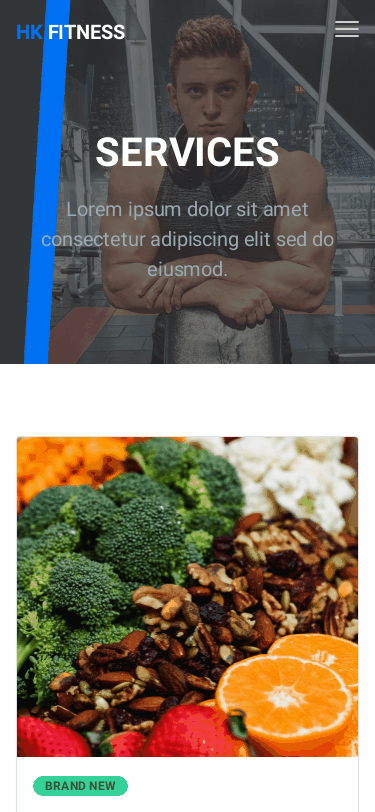 HK FITNESS
SERVICES
Lorem ipsum dolor sit amet
consectetur adipiscing elit sed do
eiusmod.
BRAND NEW